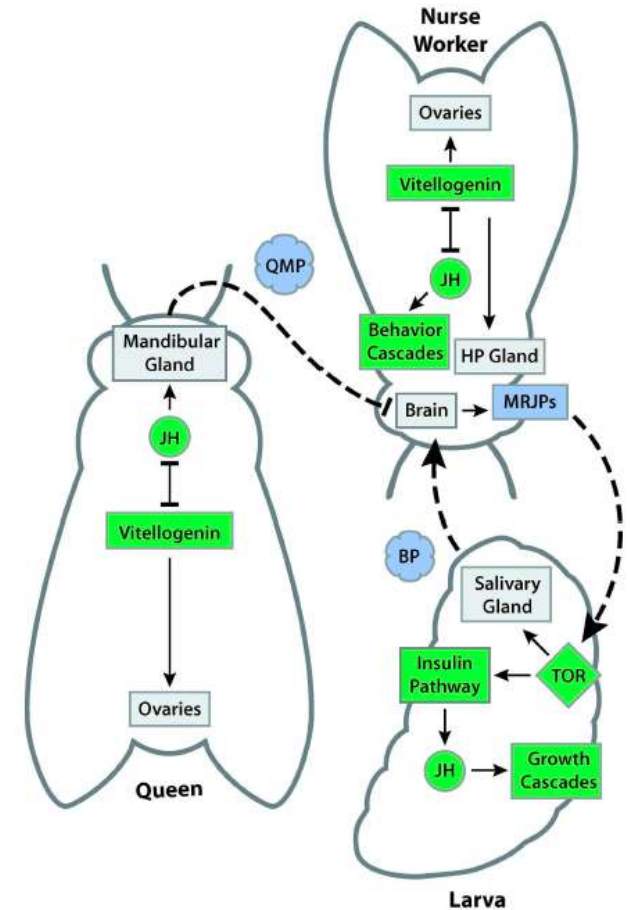 Nurse
Worker
Ovaries
Vitellogenin
JH
Behavior
Cascades
HP Gland
Brain
MRJPs
QMP
Mandibular
Gland
JH
Vitellogenin
Ovaries
Queen
BP
Salivary
Gland
Insulin
Pathway
TOR
JH
Growth
Cascades
Larva